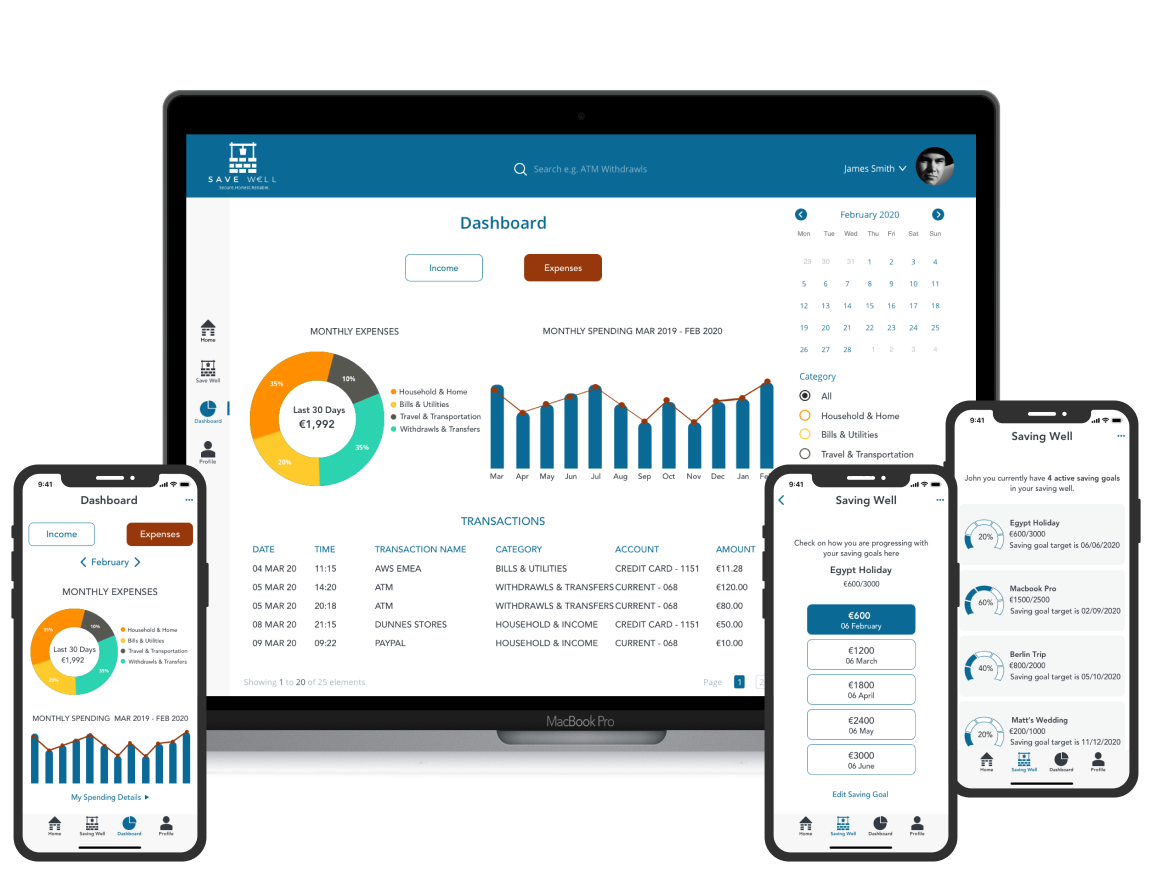 SAVE W€LL
Secure.Honest.Reliable.
Search e.g. ATM Withdrawls
James Smith
Dashboard
Income
Expenses
Home
Save Well
Dashboard
Profile
MONTHLY EXPENSES
35%
10%
35%
20%
Last 30 Days
€1,992
Household & Home
Bills & Utilities
Travel & Transportation
Withdrawls & Transfers
MONTHLY SPENDING MAR 2019 - FEB 2020
Mar Apr May Jun Jul Aug Sep Oct Nov Dec Jan Fe
February 2020
Mon Tue Wed Thu Fri Sat Sun
29 30 31 1 2 3 4
5 6 7 8 9 10 11
12 13 14 15 16 17 18
19 20 21 22 23 24 25
26 27 28 1 2 3 4
Category
All
Household & Home
Bills & Utilities
Travel & Transportation
TRANSACTIONS
DATE TIME TRANSACTION NAME CATEGORY ACCOUNT AMOUNT
04 MAR 20 11:15 AWS EMEA BILLS & UTILITIES CREDIT CARD - 1151 €11.28
05 MAR 20 14:20 ATM WITHDRAWLS & TRANSFERS CURRENT - 068 €120.00
05 MAR 20 20:18 ATM WITHDRAWLS & TRANSFERS CURRENT - 068 €80.00
08 MAR 20 21:15 DUNNES STORES HOUSEHOLD & INCOME CREDIT CARD - 1151 €50.00
09 MAR 20 09:22 PAYPAL HOUSEHOLD & INCOME CURRENT - 068 €10.00
Showing 1 to 20 of 25 elements
Page 1 2
MacBook Pro
9:41
Dashboard
Income
Expenses
February
MONTHLY EXPENSES
35%
10%
35%
20%
Last 30 Days
€1,992
Household & Home
Bills & Utilities
Travel & Transportation
Withdrawls & Transfers
MONTHLY SPENDING MAR 2019 - FEB 2020
My Spending Details
Home Saving Well Dashboard Profile
9:41
Saving Well
Check on how you are progressing with
your saving goals here
Egypt Holiday
€600/3000
€600
06 February
€1200
06 March
€1800
06 April
€2400
06 May
€3000
06 June
Edit Saving Goal
Home Saving Well Dashboard Profile
9:41
Saving Well
John you currently have 4 active saving goals
in your saving well.
20%
Egypt Holiday
€600/3000
Saving goal target is 06/06/2020
60%
Macbook Pro
€1500/2500
Saving goal target is 02/09/2020
40%
Berlin Trip
€800/2000
Saving goal target is 05/10/2020
20%
Matt's Wedding
€200/1000
Saving goal target is 11/12/2020
Home Saving Well Dashboard Profile